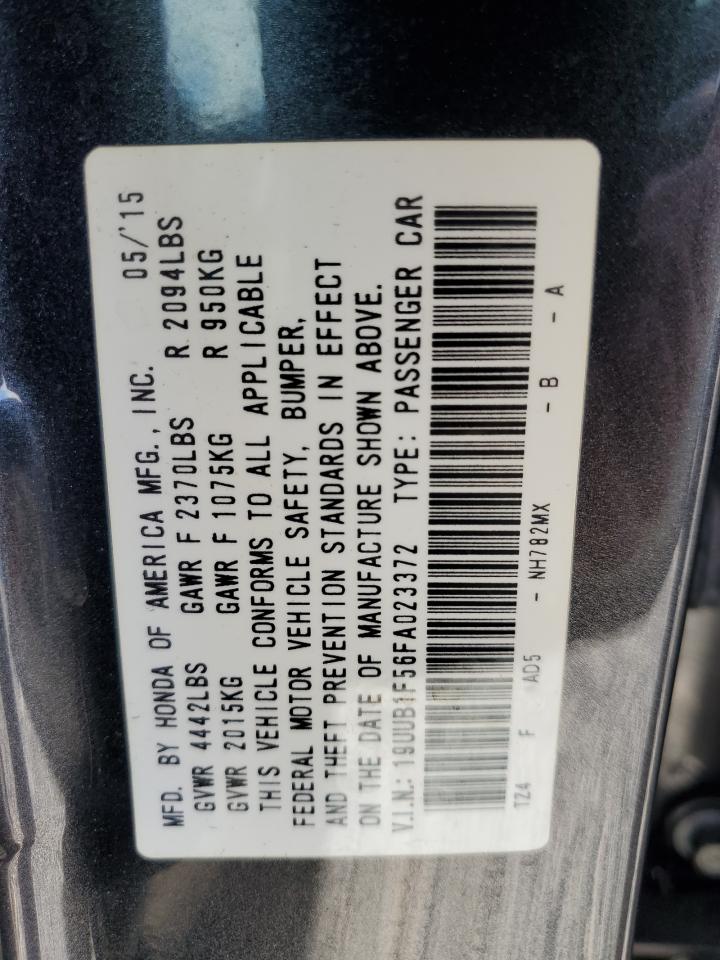 MFD. BY HONDA OF AMERICA MFG., INC. 05/'15
GVWR 4442LBS GAWR F 2370LBS R 2094LBS
GVWR 2015KG GAWR F 1075KG R 950KG
THIS VEHICLE CONFORMS TO ALL APPLICABLE
FEDERAL MOTOR VEHICLE SAFETY, BUMPER,
AND THEFT PREVENTION STANDARDS IN EFFECT
ON THE DATE OF MANUFACTURE SHOWN ABOVE.
V.I.N.: 19UUB1F56FA023372 TYPE: PASSENGER CAR
TZ4 F AD5 - NH782MX - B - A